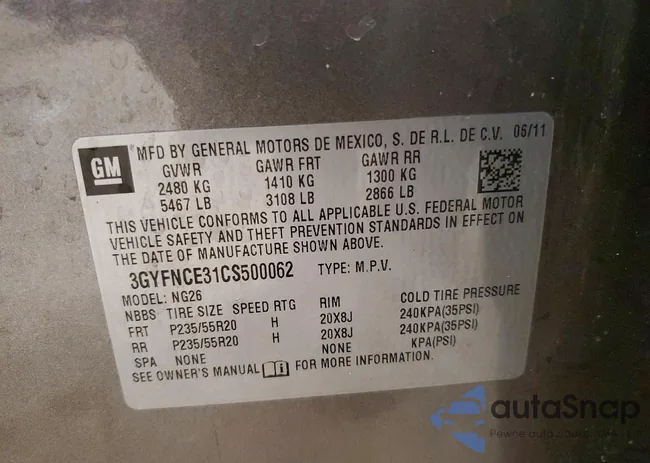 GM
MFD BY GENERAL MOTORS DE MEXICO, S. DE R.L. DE C.V. 06/11
GVWR GAWR FRT GAWR RR
2480 KG 1410 KG 1300 KG
5467 LB 3108 LB 2866 LB
THIS VEHICLE CONFORMS TO ALL APPLICABLE U.S. FEDERAL MOTOR
VEHICLE SAFETY AND THEFT PREVENTION STANDARDS IN EFFECT ON
THE DATE OF MANUFACTURE SHOWN ABOVE.
3GYFNCE31CS500062 TYPE: M.P.V.
MODEL: NG26
NBBS TIRE SIZE SPEED RTG RIM COLD TIRE PRESSURE
FRT P235/55R20 H 20X8J 240KPA(35PSI)
RR P235/55R20 H 20X8J 240KPA(35PSI)
SPA NONE NONE KPA(PSI)
SEE OWNER'S MANUAL FOR MORE INFORMATION.
autaSnap
Pewne auta